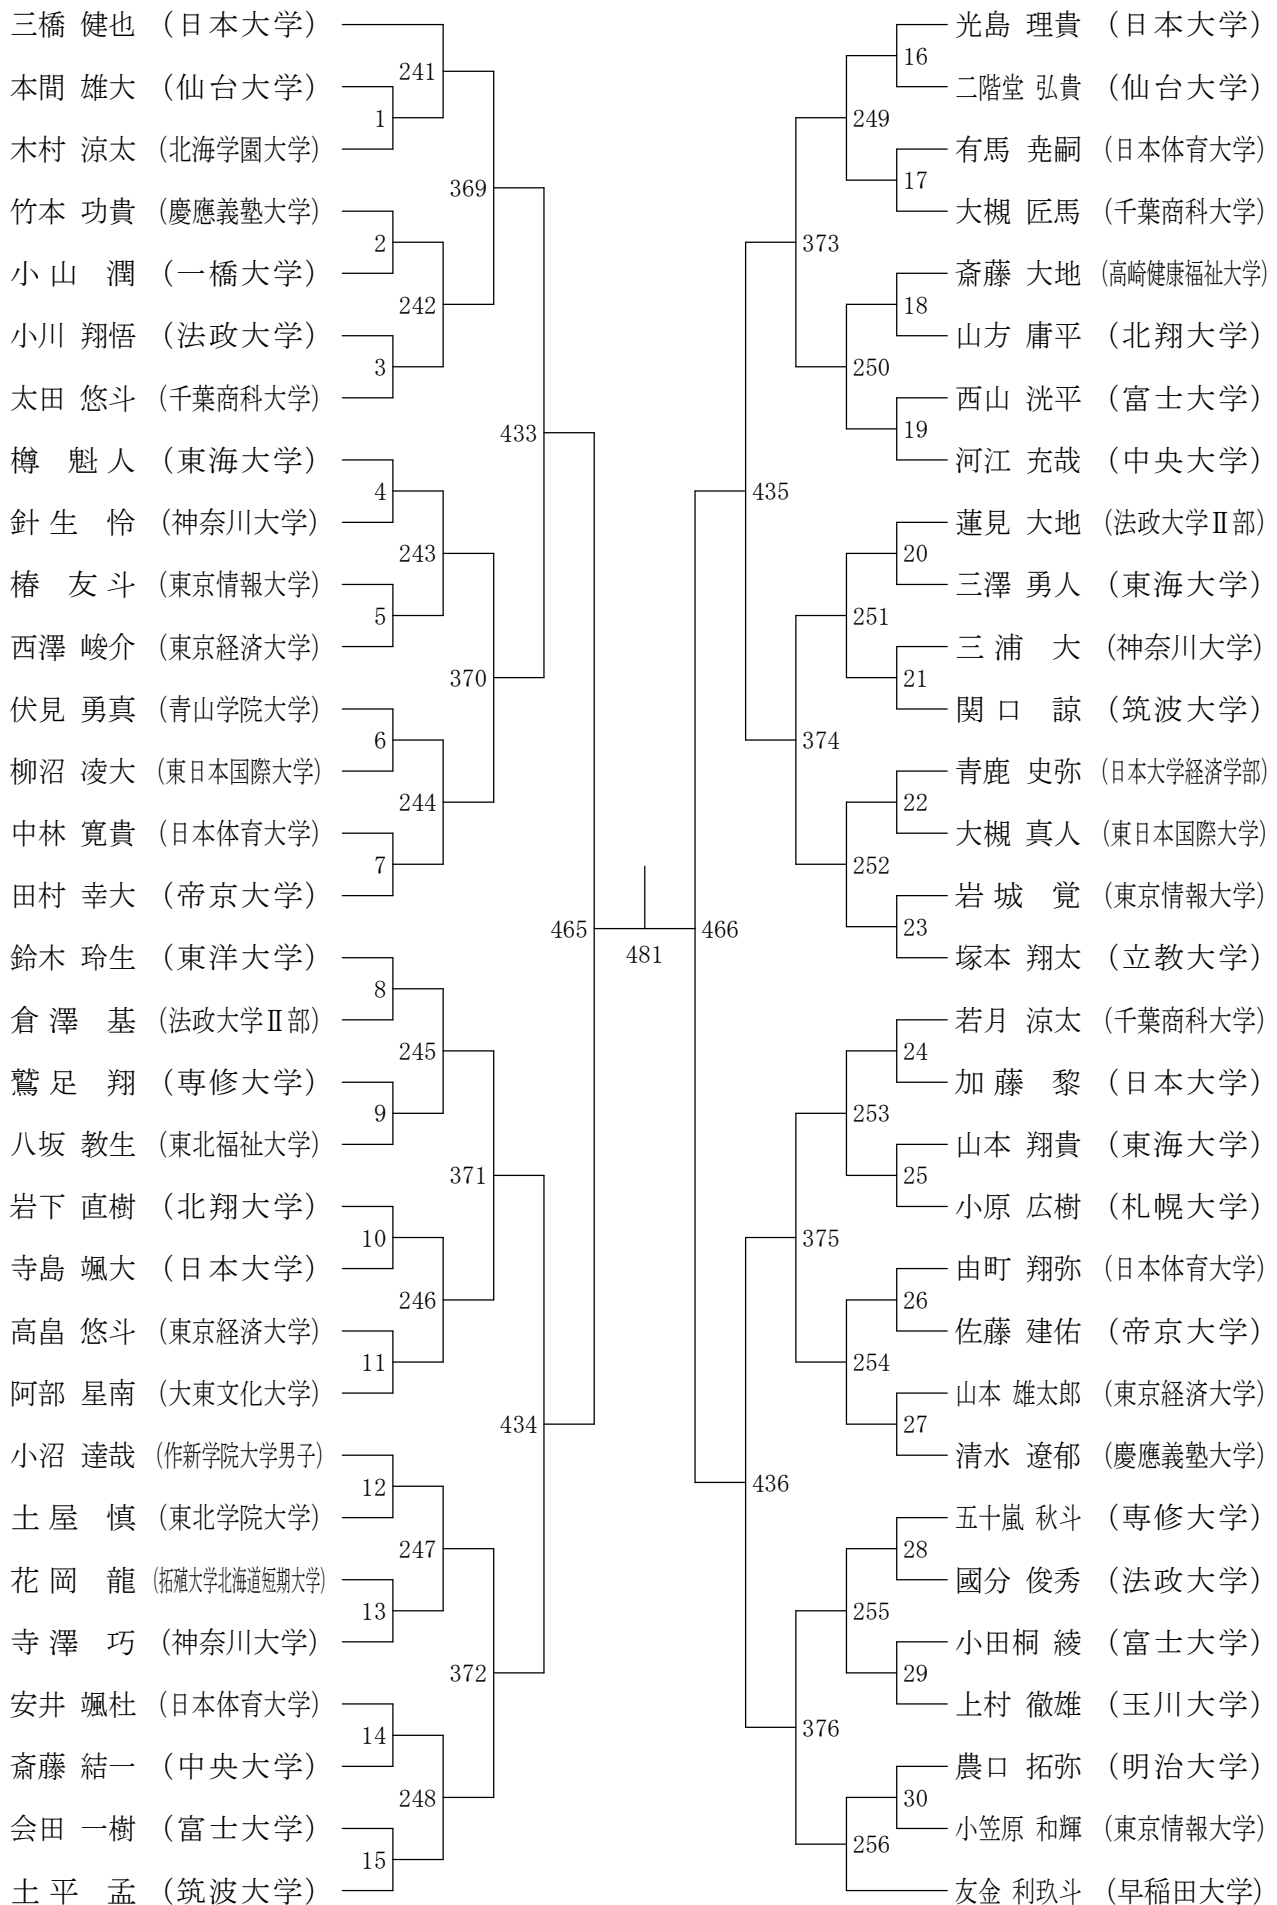 三橋 健也 (日本大学)
本間 雄大 (仙台大学)
木村 涼太 (北海学園大学)
竹本 功貴 (慶應義塾大学)
小山 潤 (一橋大学)
小川 翔悟 (法政大学)
太田 悠斗 (千葉商科大学)
樽 魁人 (東海大学)
針生 怜 (神奈川大学)
椿 友斗 (東京情報大学)
西澤 峻介 (東京経済大学)
伏見 勇真 (青山学院大学)
柳沼 凌大 (東日本国際大学)
中林 寛貴 (日本体育大学)
田村 幸大 (帝京大学)
鈴木 玲生 (東洋大学)
倉澤 基 (法政大学Ⅱ部)
鷲足 翔 (専修大学)
八坂 教生 (東北福祉大学)
岩下 直樹 (北翔大学)
寺島 颯大 (日本大学)
高畠 悠斗 (東京経済大学)
阿部 星南 (大東文化大学)
小沼 達哉 (作新学院大学男子)
土屋 慎 (東北学院大学)
花岡 龍 (拓殖大学北海道短期大学)
寺澤 巧 (神奈川大学)
安井 颯杜 (日本体育大学)
斎藤 結一 (中央大学)
会田 一樹 (富士大学)
土平 孟 (筑波大学)
1
2
3
4
5
6
7
8
9
10
11
12
13
14
15
241
242
243
244
245
246
247
248
369
370
371
372
433
434
465
481
466
435
436
373
374
375
376
249
250
251
252
253
254
255
256
16
17
18
19
20
21
22
23
24
25
26
27
28
29
30
光島 理貴 (日本大学)
二階堂 弘貴 (仙台大学)
有馬 尭嗣 (日本体育大学)
大槻 匠馬 (千葉商科大学)
斎藤 大地 (高崎健康福祉大学)
山方 庸平 (北翔大学)
西山 洸平 (富士大学)
河江 充哉 (中央大学)
蓮見 大地 (法政大学Ⅱ部)
三澤 勇人 (東海大学)
三浦 大 (神奈川大学)
関口 諒 (筑波大学)
青鹿 史弥 (日本大学経済学部)
大槻 真人 (東日本国際大学)
岩城 覚 (東京情報大学)
塚本 翔太 (立教大学)
若月 涼太 (千葉商科大学)
加藤 黎 (日本大学)
山本 翔貴 (東海大学)
小原 広樹 (札幌大学)
由町 翔弥 (日本体育大学)
佐藤 建佑 (帝京大学)
山本 雄太郎 (東京経済大学)
清水 遼郁 (慶應義塾大学)
五十嵐 秋斗 (専修大学)
國分 俊秀 (法政大学)
小田桐 綾 (富士大学)
上村 徹雄 (玉川大学)
農口 拓弥 (明治大学)
小笠原 和輝 (東京情報大学)
友金 利玖斗 (早稲田大学)